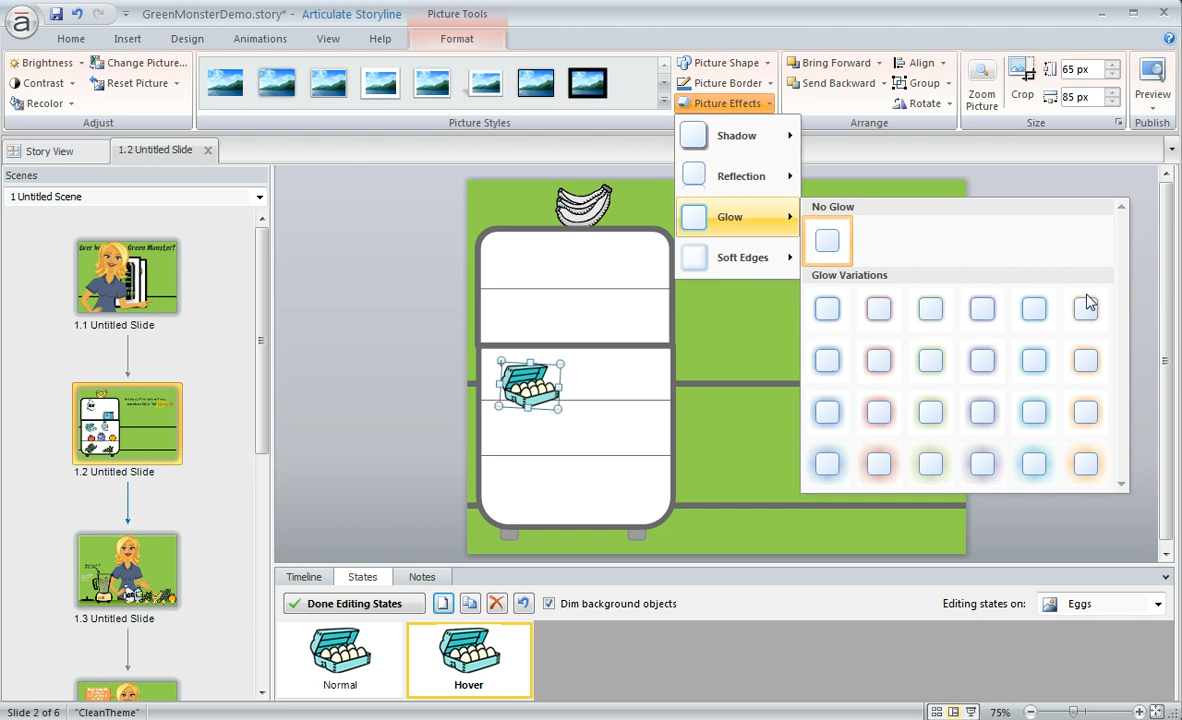 GreenMonsterDemo.story* - Articulate Storyline
Picture Tools
Home
Insert
Design
Animations
View
Help
Format
Brightness
Contrast
Recolor
Change Picture...
Reset Picture
Adjust
Picture Styles
Picture Shape
Picture Border
Picture Effects
Bring Forward
Send Backward
Align
Group
Rotate
Arrange
Zoom
Picture
Crop
65 px
85 px
Size
Preview
Publish
Story View
1.2 Untitled Slide
Scenes
1 Untitled Scene
Shadow
Reflection
Glow
Soft Edges
No Glow
Glow Variations
Green Monster?
1.1 Untitled Slide
1.2 Untitled Slide
1.3 Untitled Slide
Timeline
States
Notes
Done Editing States
Dim background objects
Editing states on:
Eggs
Normal
Hover
Slide 2 of 6
"CleanTheme"
75%